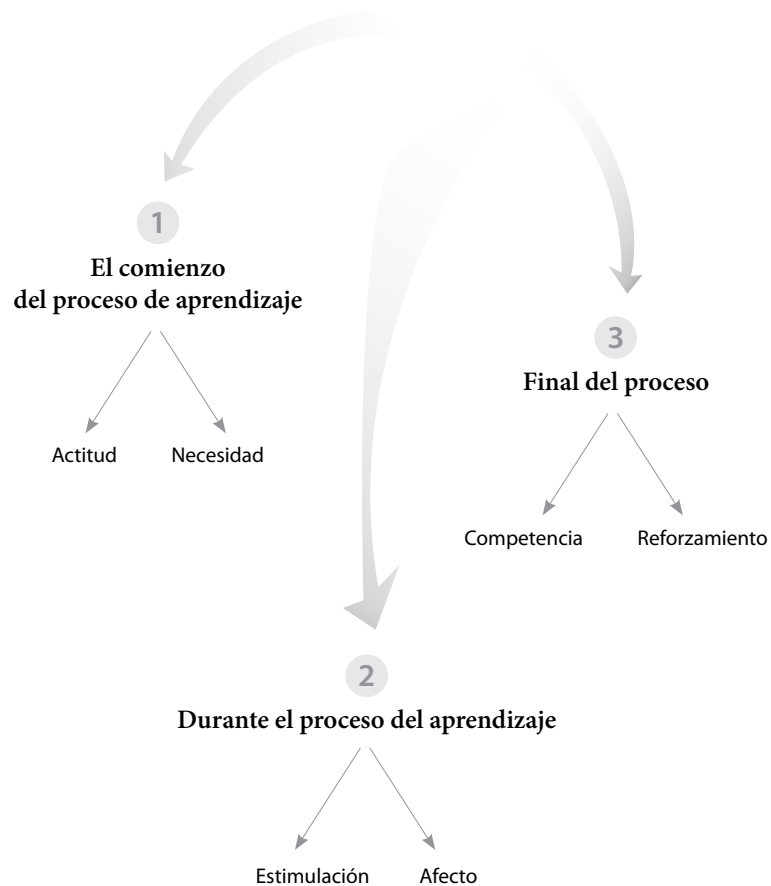 1
El comienzo
del proceso de aprendizaje
Actitud Necesidad
2
Durante el proceso del aprendizaje
Estimulación Afecto
3
Final del proceso
Competencia Reforzamiento